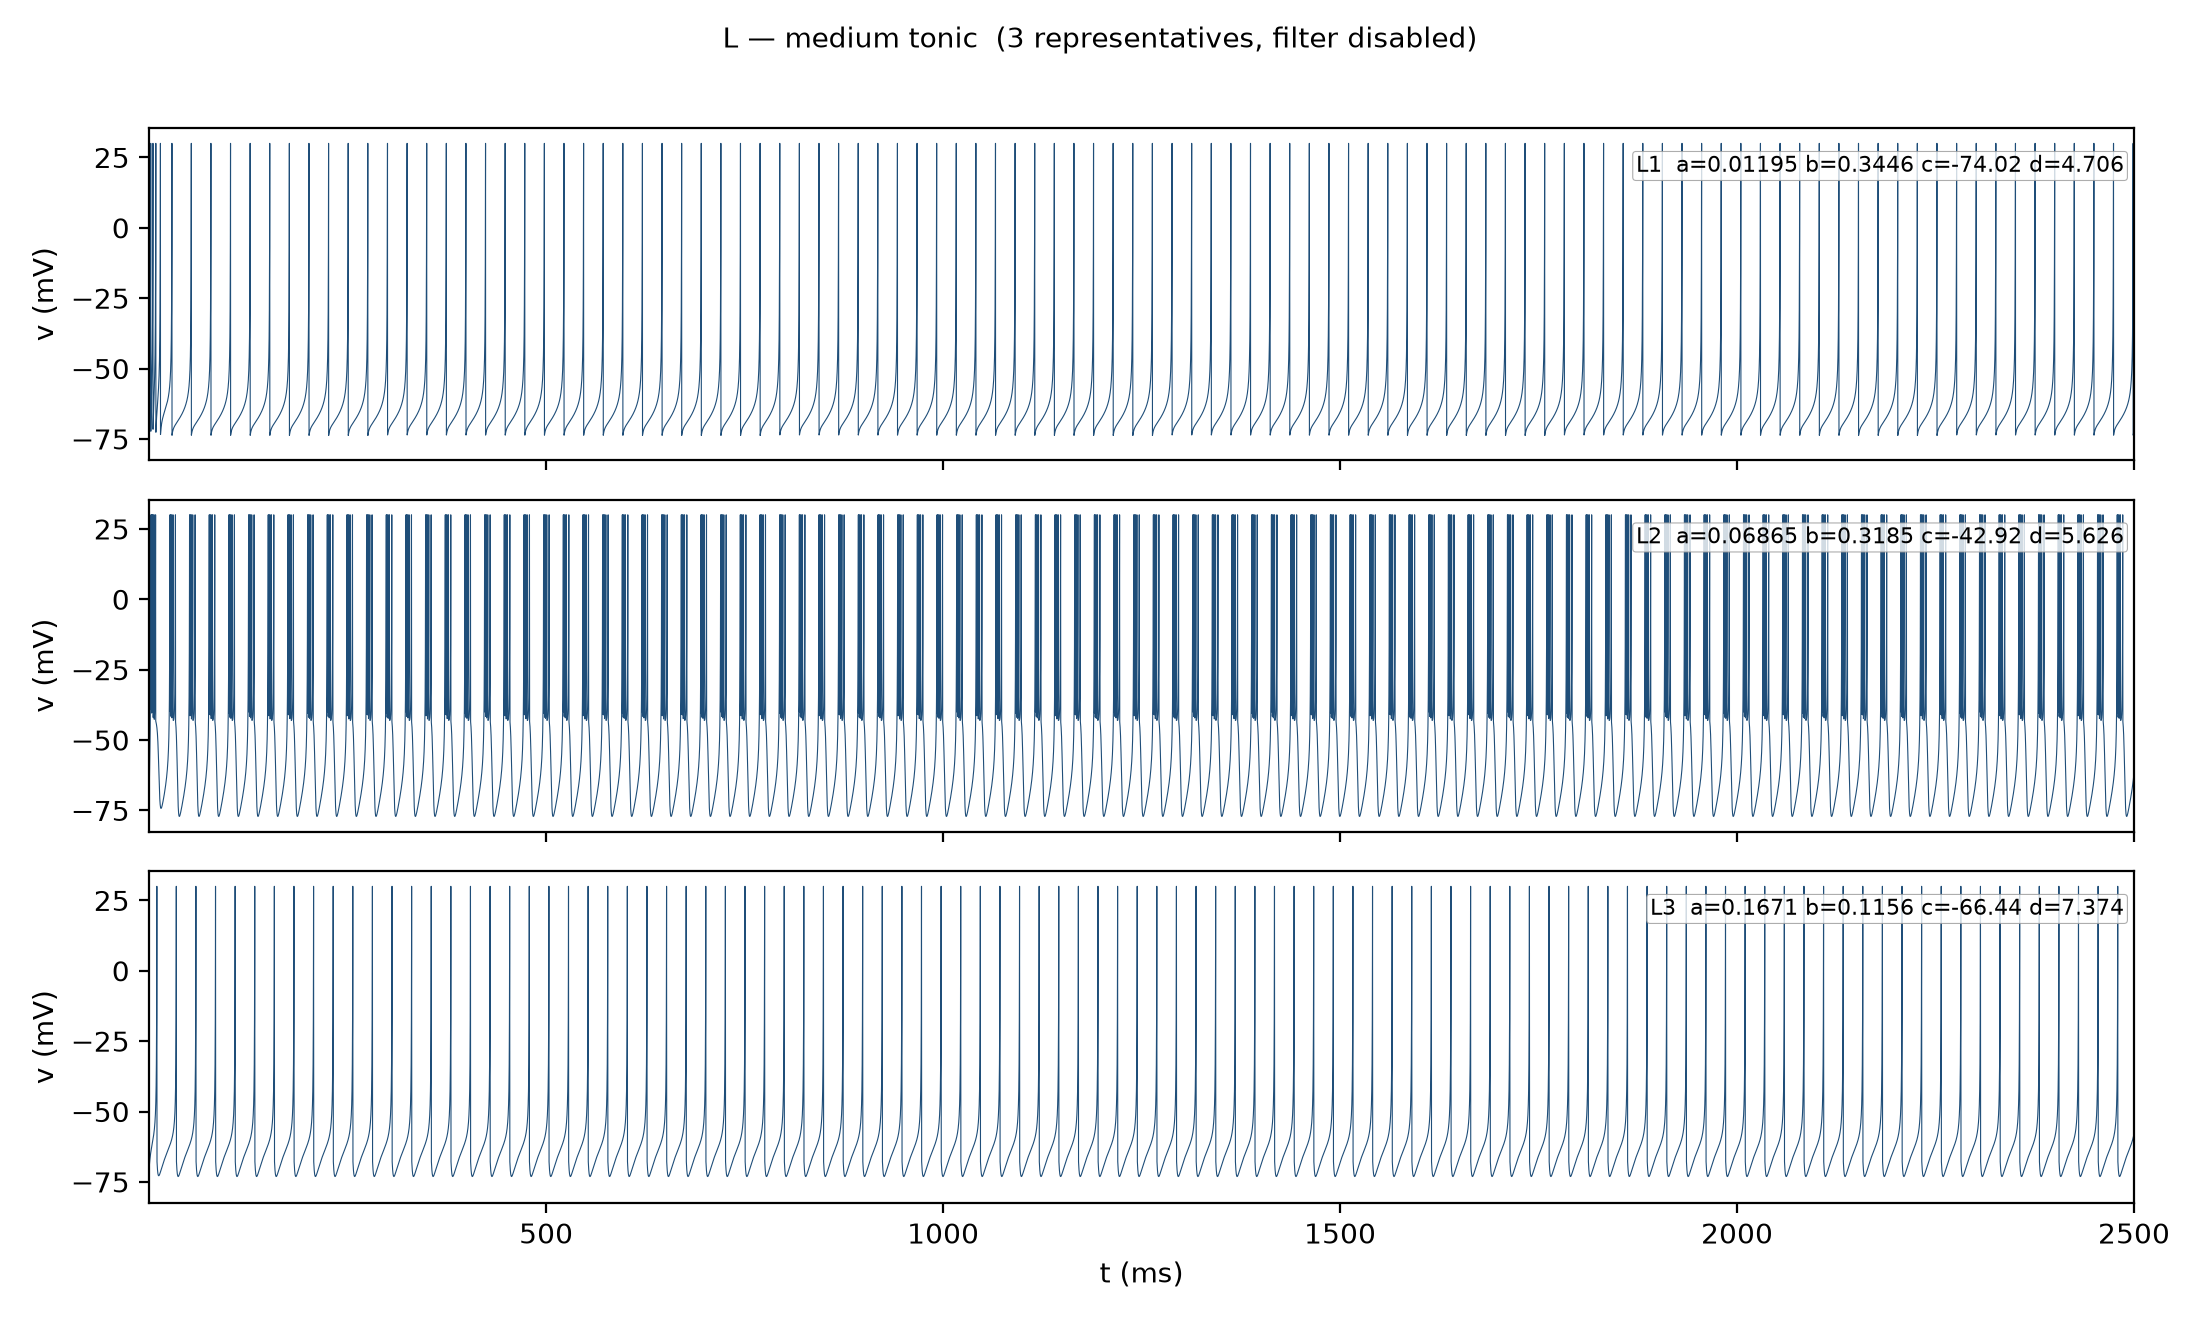 L — medium tonic  (3 representatives, filter disabled)
25
0
−25
−50
−75
v (mV)
L1  a=0.01195 b=0.3446 c=-74.02 d=4.706
25
0
−25
−50
−75
v (mV)
L2  a=0.06865 b=0.3185 c=-42.92 d=5.626
25
0
−25
−50
−75
v (mV)
L3  a=0.1671 b=0.1156 c=-66.44 d=7.374
500 1000 1500 2000 2500
t (ms)